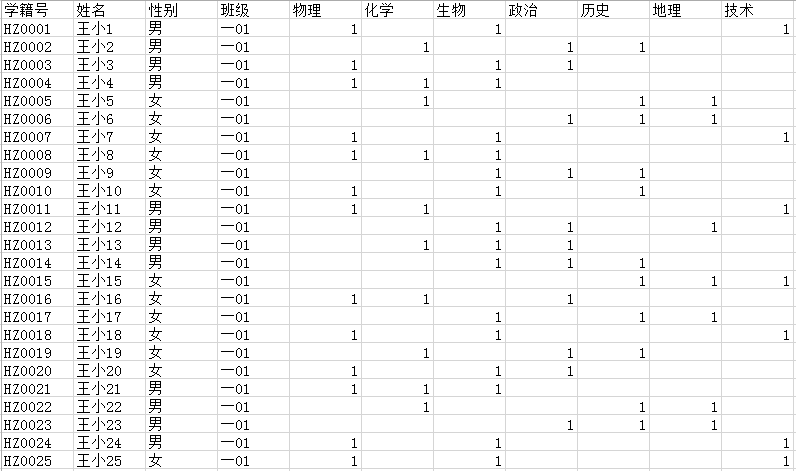 学籍号 姓名 性别 班级 物理 化学 生物 政治 历史 地理 技术
HZ0001 王小1 男 一01 1 1 1
HZ0002 王小2 男 一01 1 1 1
HZ0003 王小3 男 一01 1 1 1
HZ0004 王小4 男 一01 1 1 1
HZ0005 王小5 女 一01 1 1 1
HZ0006 王小6 女 一01 1 1 1
HZ0007 王小7 女 一01 1 1 1
HZ0008 王小8 女 一01 1 1 1
HZ0009 王小9 女 一01 1 1 1
HZ0010 王小10 女 一01 1 1 1
HZ0011 王小11 男 一01 1 1 1
HZ0012 王小12 男 一01 1 1 1
HZ0013 王小13 男 一01 1 1 1
HZ0014 王小14 男 一01 1 1 1
HZ0015 王小15 女 一01 1 1 1
HZ0016 王小16 女 一01 1 1 1
HZ0017 王小17 女 一01 1 1 1
HZ0018 王小18 女 一01 1 1 1
HZ0019 王小19 女 一01 1 1 1
HZ0020 王小20 女 一01 1 1 1
HZ0021 王小21 男 一01 1 1 1
HZ0022 王小22 男 一01 1 1 1
HZ0023 王小23 男 一01 1 1 1
HZ0024 王小24 男 一01 1 1 1
HZ0025 王小25 女 一01 1 1 1